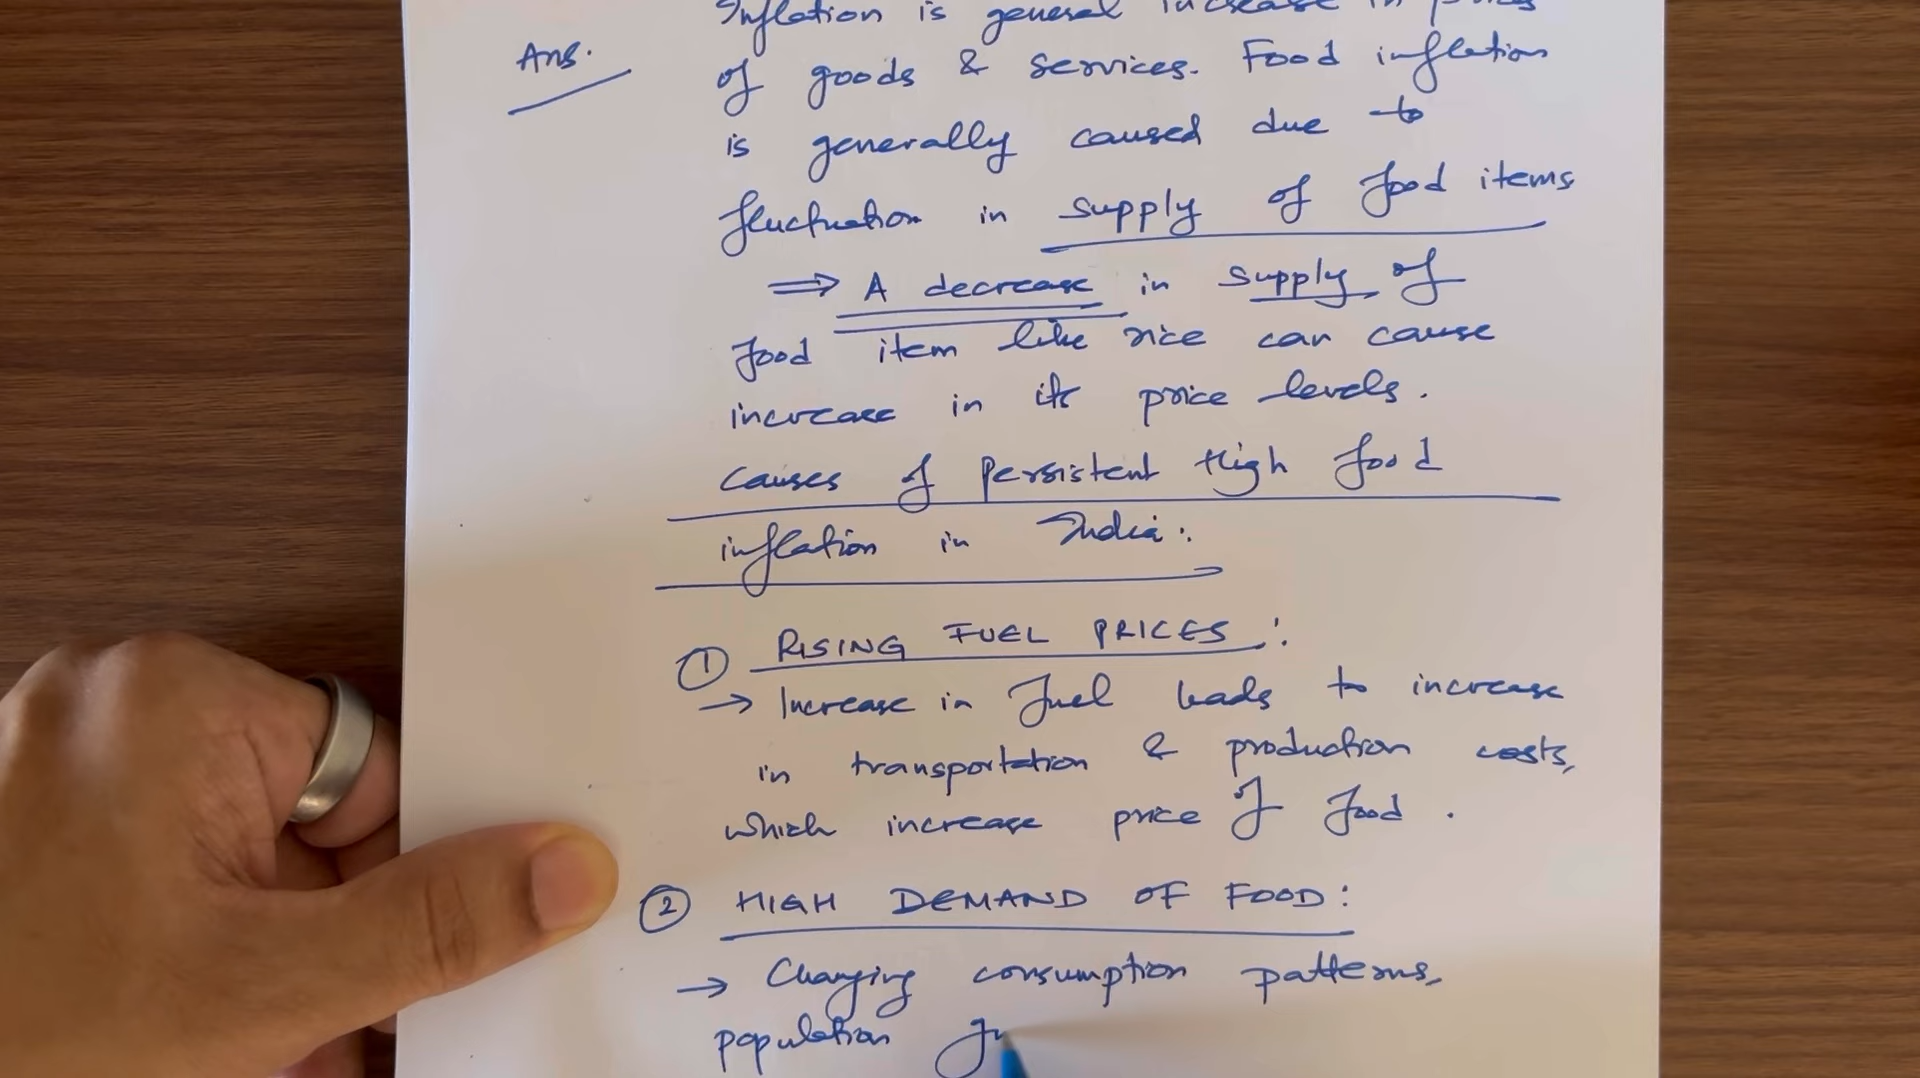 Ans.
Inflation is general increase in prices
of goods & services. Food inflation
is generally caused due to
fluctuation in supply of food items
⇒ A decrease in supply of
food item like rice can cause
increase in its price levels.
Causes of Persistent High food
inflation in India:
① RISING FUEL PRICES:
→ Increase in fuel leads to increase
in transportation & production costs,
which increase price of food.
② HIGH DEMAND OF FOOD:
→ Changing consumption patterns,
population